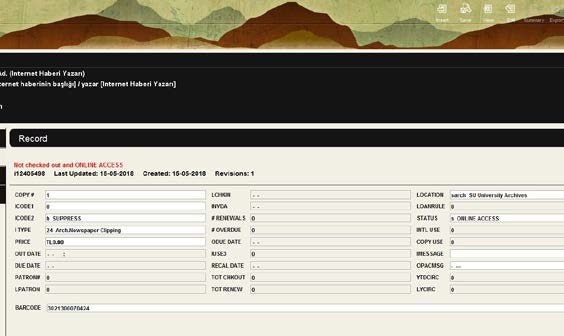 Insert Save View Edit Summary Export
Ad. (Internet Haberi Yazarı)
ternet haberinin başlığı] / yazar [Internet Haberi Yazarı]
Record
Not checked out and ONLINE ACCESS
i12405498 Last Updated: 15-05-2018 Created: 15-05-2018 Revisions: 1
COPY # 1 LCHKIN - - LOCATION sarch SU University Archives
ICODE1 0 #INYDA - - LOANRULE 0
ICODE2 h SUPPRESS # RENEWALS 0 STATUS s ONLINE ACCESS
I TYPE 24 Arch.Newspaper Clipping # OVERDUE 0 INTL USE 0
PRICE TL0.00 ODUE DATE - - COPY USE 0
OUT DATE - - : IUSE3 0 IMESSAGE
DUE DATE - - RECAL DATE - - OPACMSG -
PATRON# 0 TOT CHKOUT 0 YTDCIRC 0
LPATRON 0 TOT RENEW 0 LYCIRC 0
BARCODE 3021300070424